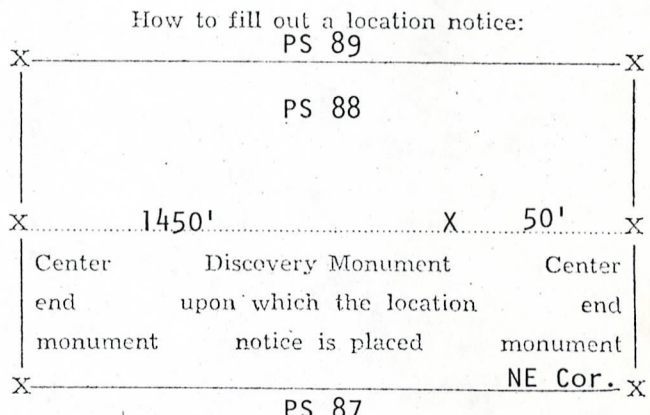 How to fill out a location notice:
PS 89
X X
PS 88
X 1450' X 50' X
Center Discovery Monument Center
end upon which the location end
monument notice is placed monument
NE Cor.
X X
PS 87